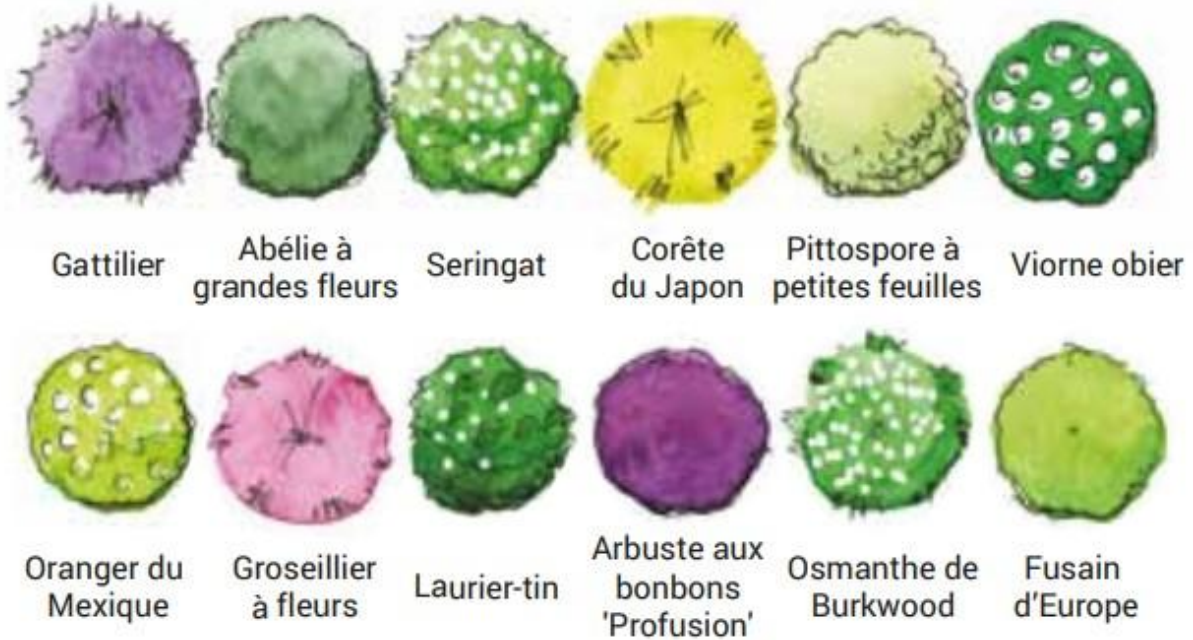 Gattilier
Abélie à
grandes fleurs
Seringat
Corête
du Japon
Pittospore à
petites feuilles
Viorne obier
Oranger du
Mexique
Groseillier
à fleurs
Laurier-tin
Arbuste aux
bonbons
'Profusion'
Osmanthe de
Burkwood
Fusain
d'Europe